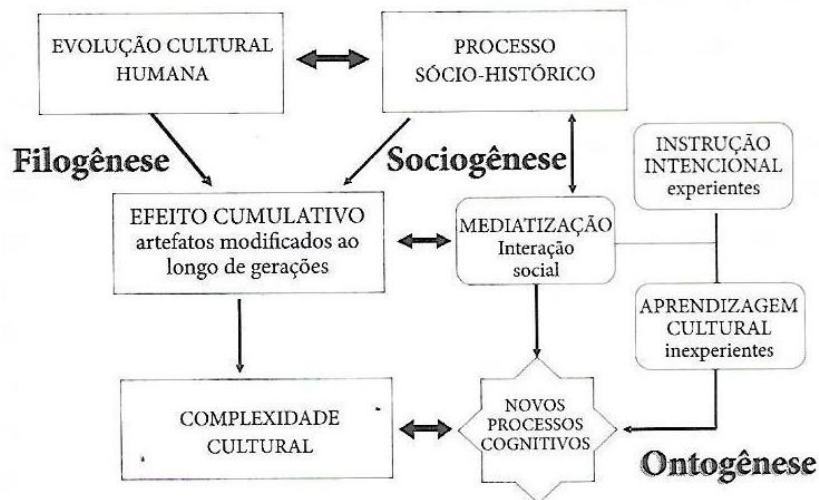 EVOLUÇÃO CULTURAL
HUMANA
PROCESSO
SÓCIO-HISTÓRICO
Filogênese
Sociogênese
INSTRUÇÃO
INTENCIONAL
experientes
EFEITO CUMULATIVO
artefatos modificados ao
longo de gerações
MEDIATIZAÇÃO
Interação
social
APRENDIZAGEM
CULTURAL
inexperientes
COMPLEXIDADE
CULTURAL
NOVOS
PROCESSOS
COGNITIVOS
Ontogênese